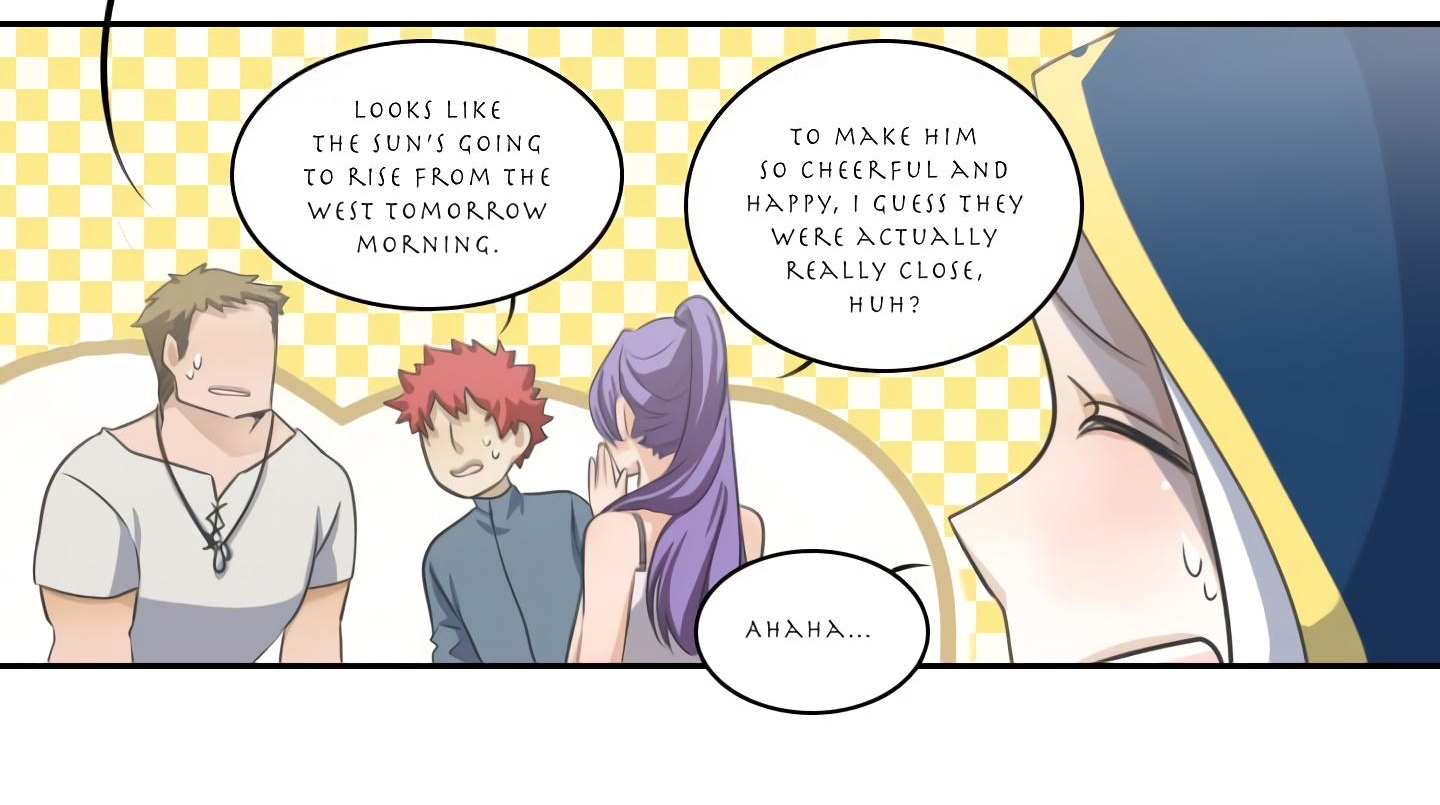 LOOKS LIKE
THE SUN'S GOING
TO RISE FROM THE
WEST TOMORROW
MORNING.
TO MAKE HIM
SO CHEERFUL AND
HAPPY, I GUESS THEY
WERE ACTUALLY
REALLY CLOSE,
HUH?
AHAHA...